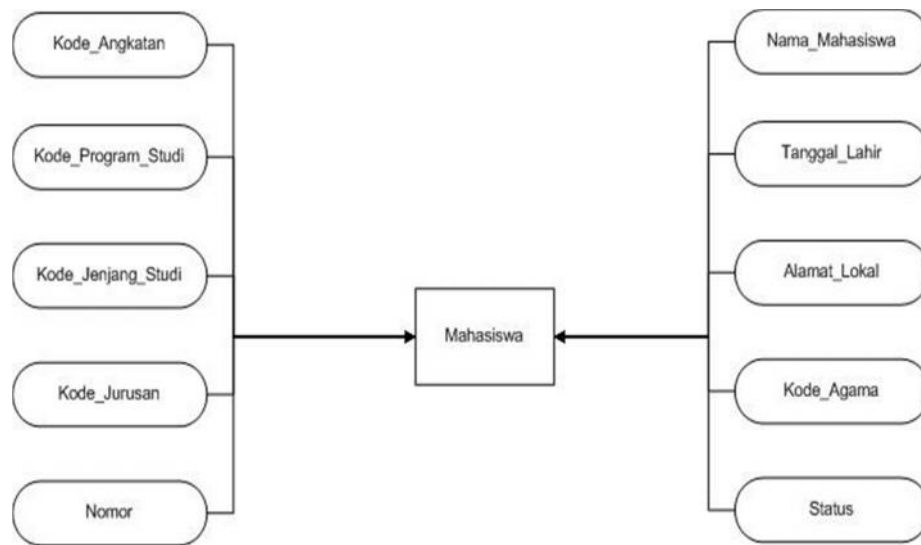 Kode_Angkatan
Kode_Program_Studi
Kode_Jenjang_Studi
Kode_Jurusan
Nomor
Mahasiswa
Nama_Mahasiswa
Tanggal_Lahir
Alamat_Lokal
Kode_Agama
Status